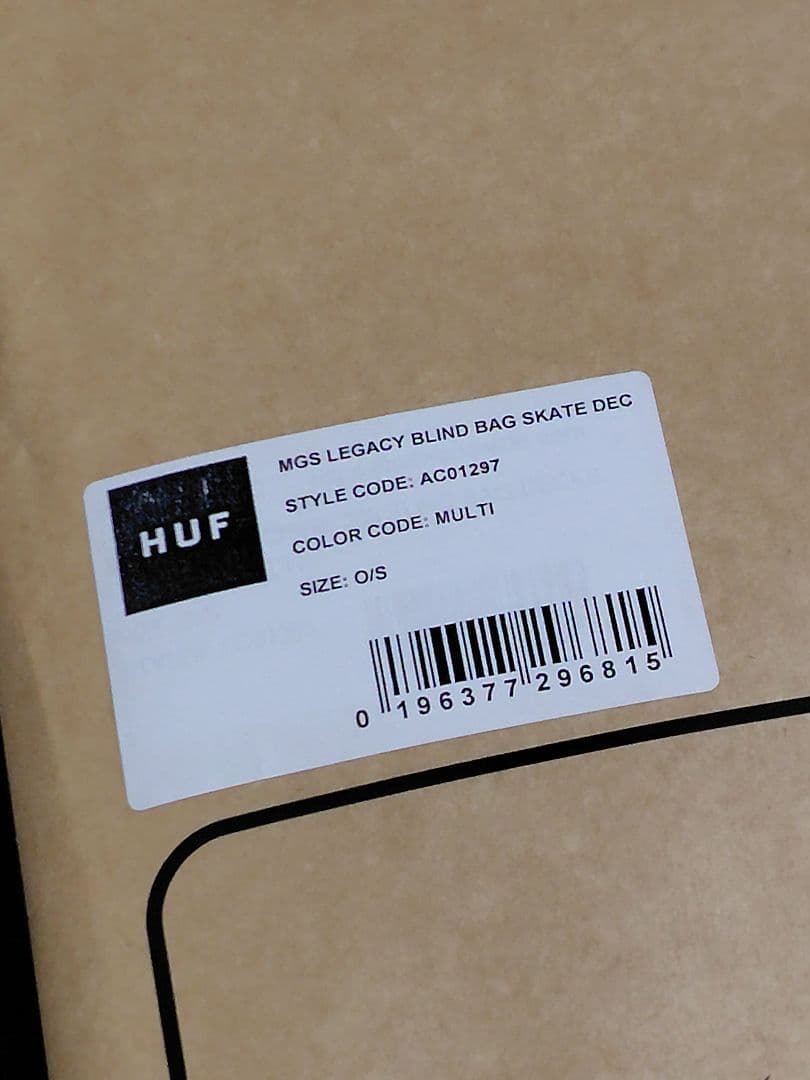 HUF
MGS LEGACY BLIND BAG SKATE DEC
STYLE CODE: AC01297
COLOR CODE: MULTI
SIZE: O/S
0 196377 296815